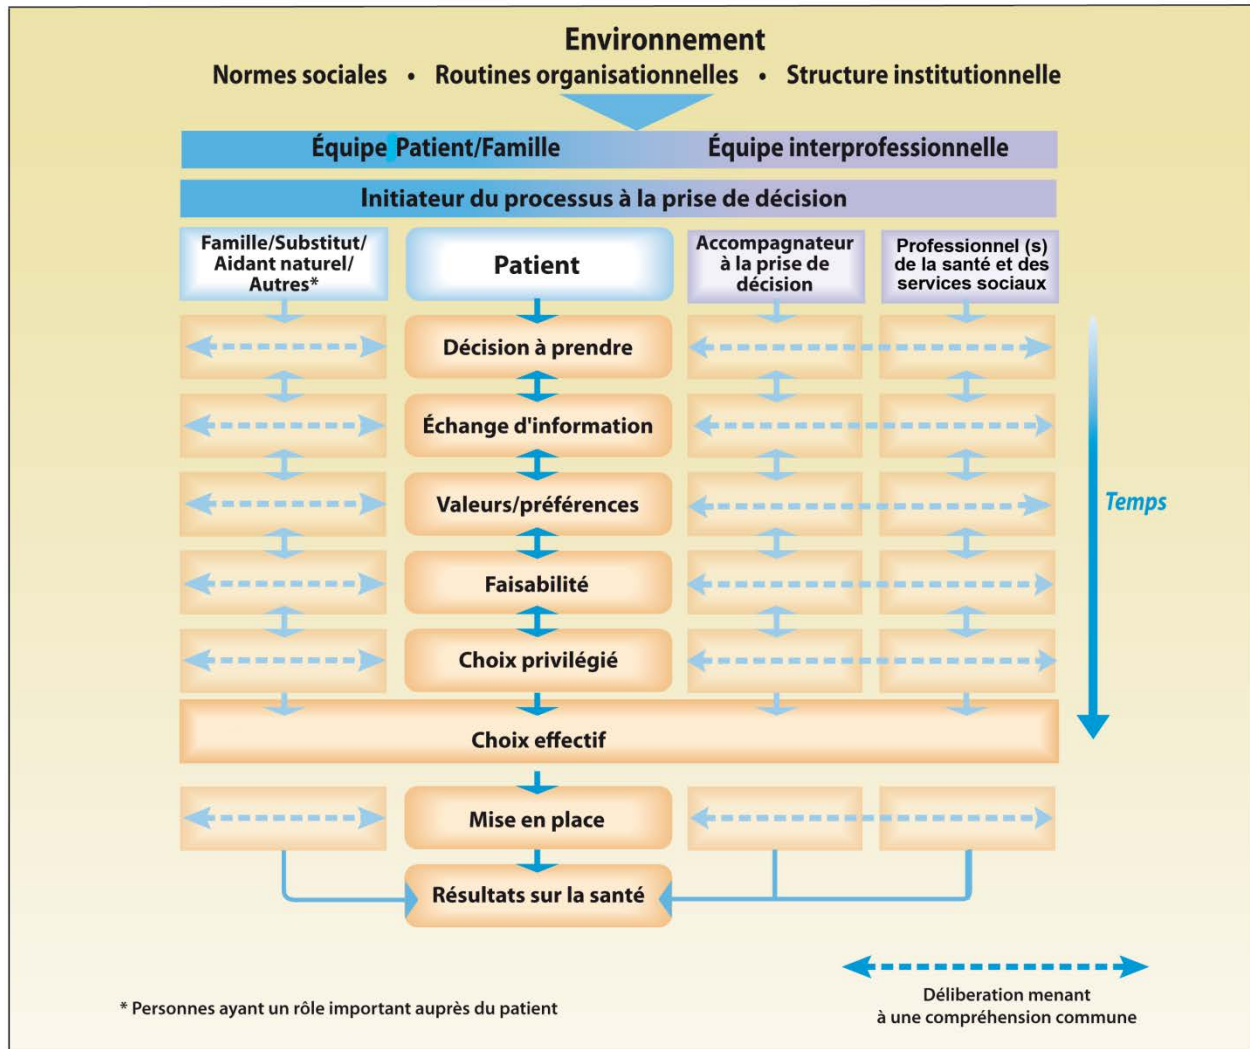 Environnement
Normes sociales • Routines organisationnelles • Structure institutionnelle
Équipe Patient/Famille
Équipe interprofessionnelle
Initiateur du processus à la prise de décision
Famille/Substitut/
Aidant naturel/
Autres*
Patient
Accompagnateur
à la prise de
décision
Professionnel (s)
de la santé et des
services sociaux
Décision à prendre
Échange d'information
Valeurs/préférences
Temps
Faisabilité
Choix privilégié
Choix effectif
Mise en place
Résultats sur la santé
* Personnes ayant un rôle important auprès du patient
Déliberation menant
à une compréhension commune